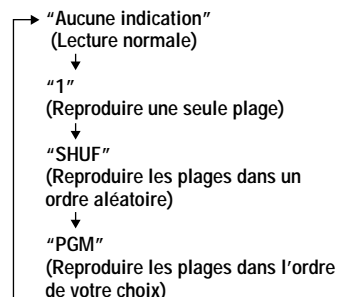 “Aucune indication”
(Lecture normale)
“1”
(Reproduire une seule plage)
“SHUF”
(Reproduire les plages dans un
ordre aléatoire)
“PGM”
(Reproduire les plages dans l’ordre
de votre choix)